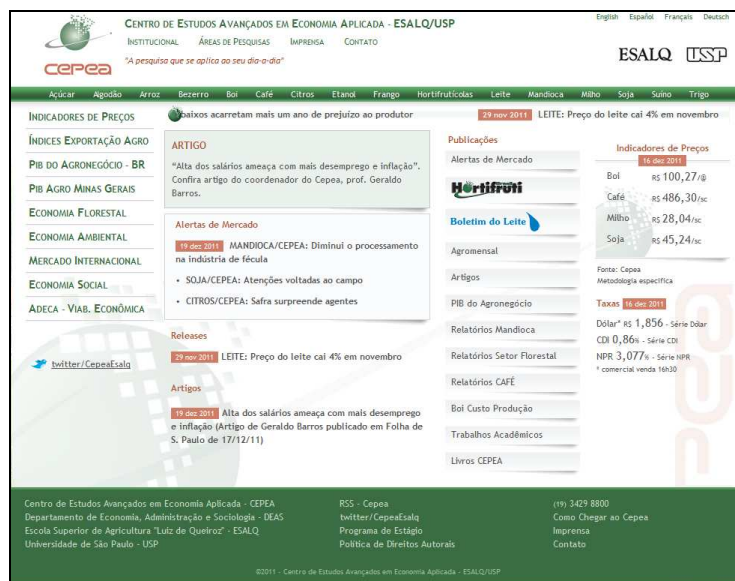 English Español Français Deutsch
CENTRO DE ESTUDOS AVANÇADOS EM ECONOMIA APLICADA - ESALQ/USP
INSTITUCIONAL ÁREAS DE PESQUISAS IMPRENSA CONTATO
"A pesquisa que se aplica ao seu dia-a-dia"
cepea
ESALQ USP
Açúcar Algodão Arroz Bezerro Boi Café Citros Etanol Frango Hortifrutícolas Leite Mandioca Milho Soja Suíno Trigo
baixos acarretam mais um ano de prejuízo ao produtor 29 nov 2011 LEITE: Preço do leite cai 4% em novembro
INDICADORES DE PREÇOS
ÍNDICES EXPORTAÇÃO AGRO
PIB DO AGRONEGÓCIO - BR
PIB AGRO MINAS GERAIS
ECONOMIA FLORESTAL
ECONOMIA AMBIENTAL
MERCADO INTERNACIONAL
ECONOMIA SOCIAL
ADECA - VIAB. ECONÔMICA
twitter/CepeaEsalq
ARTIGO
“Alta dos salários ameaça com mais desemprego e inflação”.
Confira artigo do coordenador do Cepea, prof. Geraldo
Barros.
Alertas de Mercado
19 dez 2011 MANDIOCA/CEPEA: Diminui o processamento
na indústria de fécula
• SOJA/CEPEA: Atenções voltadas ao campo
• CITROS/CEPEA: Safra surpreende agentes
Releases
29 nov 2011 LEITE: Preço do leite cai 4% em novembro
Artigos
19 dez 2011 Alta dos salários ameaça com mais desemprego
e inflação (Artigo de Geraldo Barros publicado em Folha de
S. Paulo de 17/12/11)
Publicações
Alertas de Mercado
Hortifruti
Boletim do Leite
Agromensal
Artigos
PIB do Agronegócio
Relatórios Mandioca
Relatórios Setor Florestal
Relatórios CAFÉ
Boi Custo Produção
Trabalhos Acadêmicos
Livros CEPEA
Indicadores de Preços
16 dez 2011
Boi R$ 100,27/@
Café R$ 486,30/sc
Milho R$ 28,04/sc
Soja R$ 45,24/sc
Fonte: Cepea
Metodologia específica
Taxas 16 dez 2011
Dólar* R$ 1,856 - Série Dólar
CDI 0,86% - Série CDI
NPR 3,077% - Série NPR
* comercial venda 16h30
cepea
Centro de Estudos Avançados em Economia Aplicada - CEPEA
Departamento de Economia, Administração e Sociologia - DEAS
Escola Superior de Agricultura "Luiz de Queiroz" - ESALQ
Universidade de São Paulo - USP
RSS - Cepea
twitter/CepeaEsalq
Programa de Estágio
Política de Direitos Autorais
(19) 3429 8800
Como Chegar ao Cepea
Imprensa
Contato
©2011 - Centro de Estudos Avançados em Economia Aplicada - ESALQ/USP